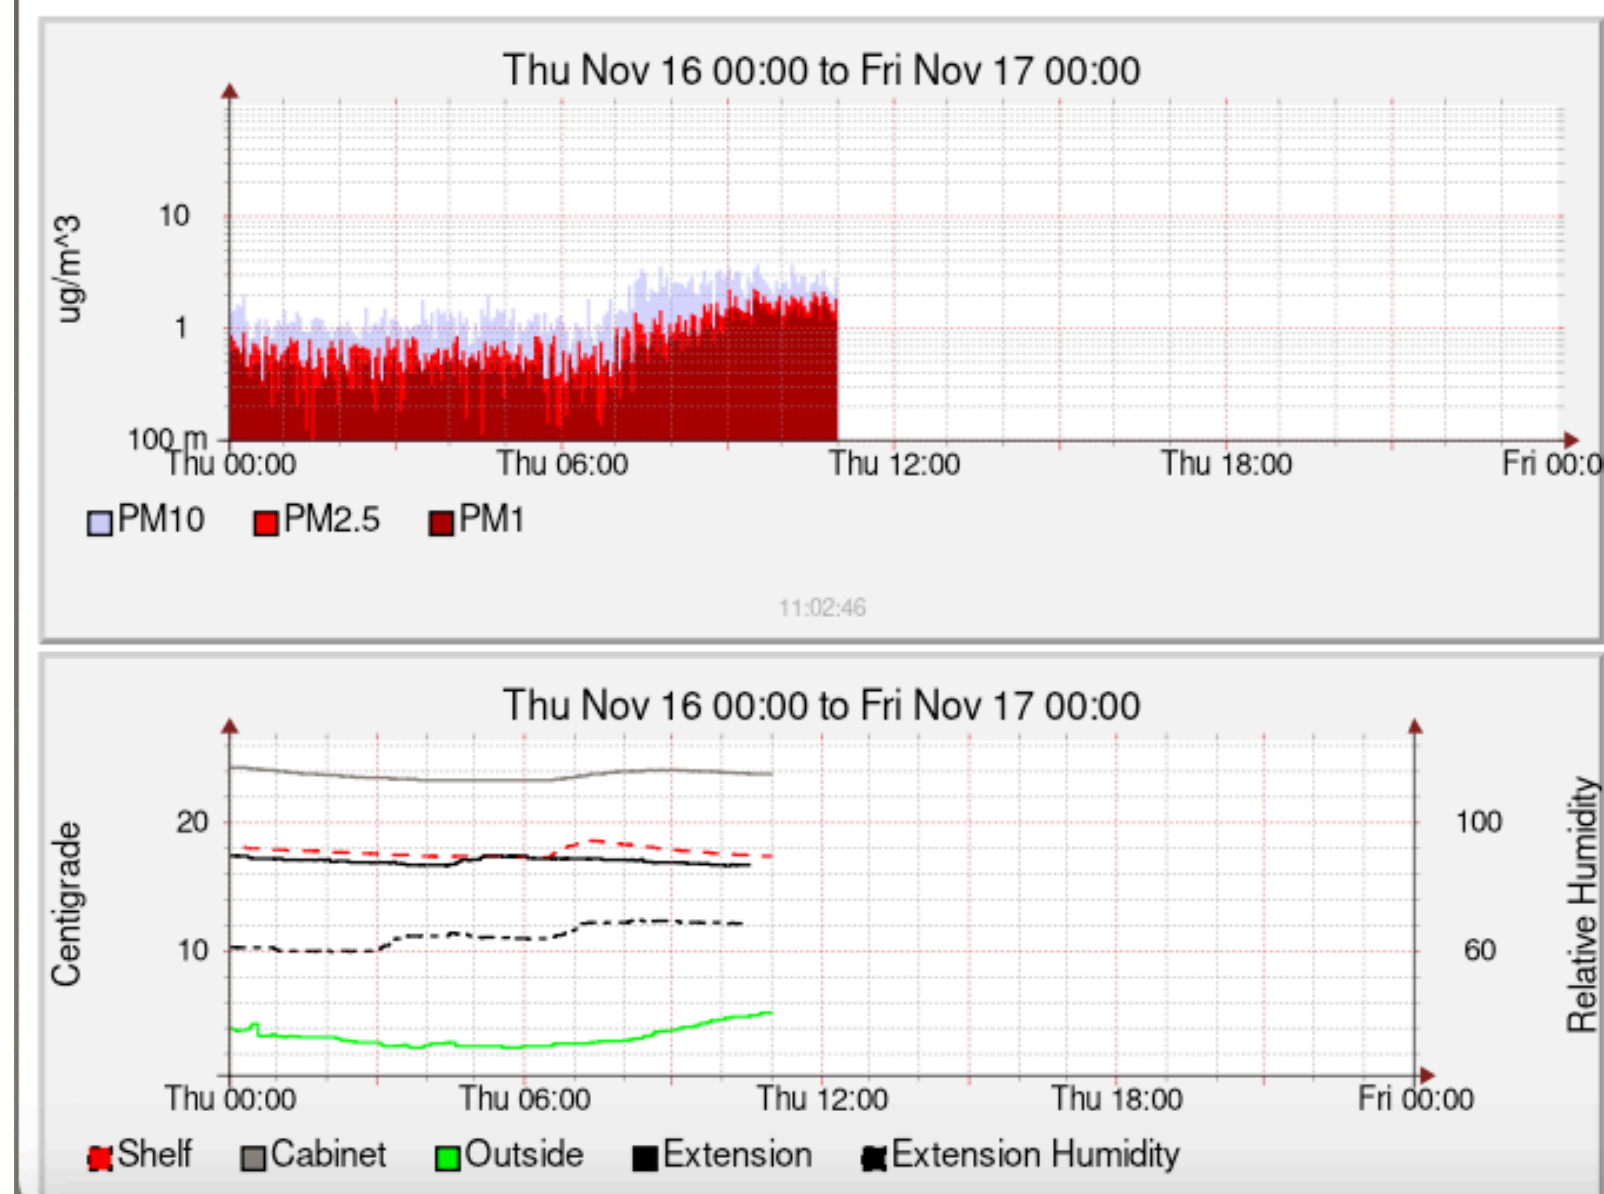 Thu Nov 16 00:00 to Fri Nov 17 00:00
ug/m^3
10
1
100 m
Thu 00:00 Thu 06:00 Thu 12:00 Thu 18:00 Fri 00:0
PM10 PM2.5 PM1
11:02:46
Thu Nov 16 00:00 to Fri Nov 17 00:00
Centigrade
Relative Humidity
20 100
10 60
Thu 00:00 Thu 06:00 Thu 12:00 Thu 18:00 Fri 00:00
Shelf Cabinet Outside Extension Extension Humidity